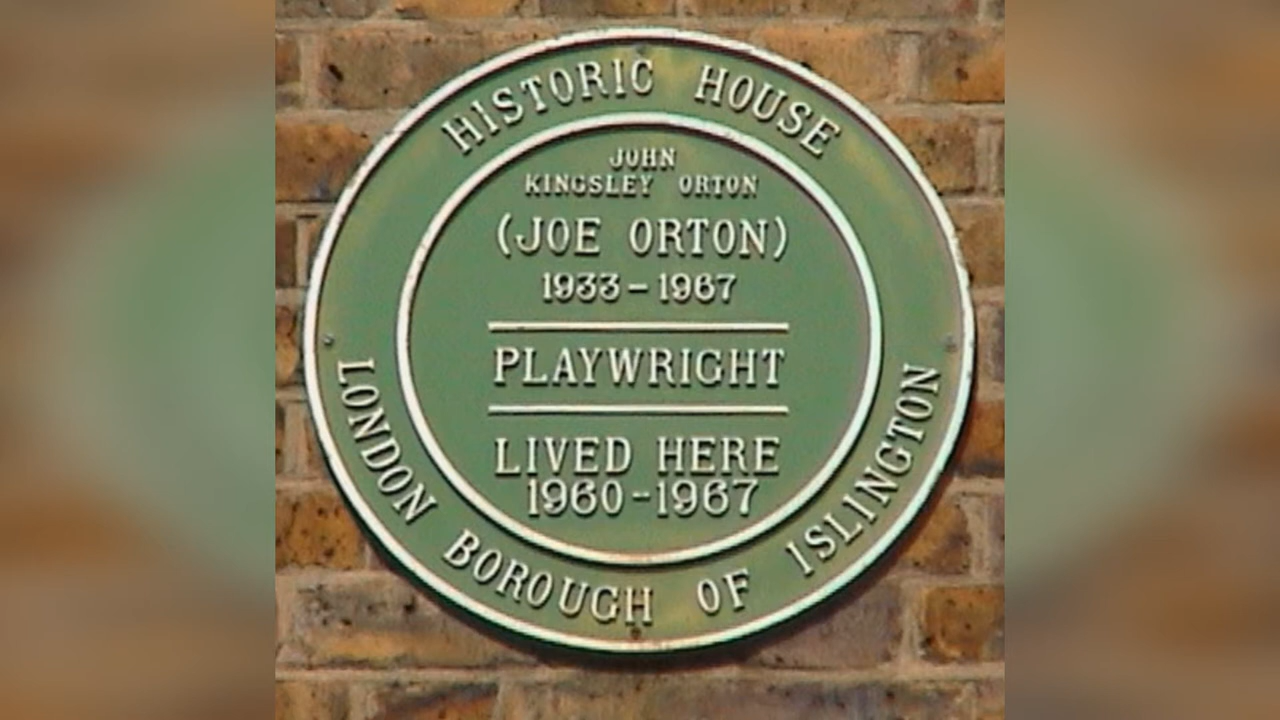 HISTORIC HOUSE
JOHN
KINGSLEY ORTON
(JOE ORTON)
1933-1967
PLAYWRIGHT
LIVED HERE
1960-1967
LONDON BOROUGH OF ISLINGTON